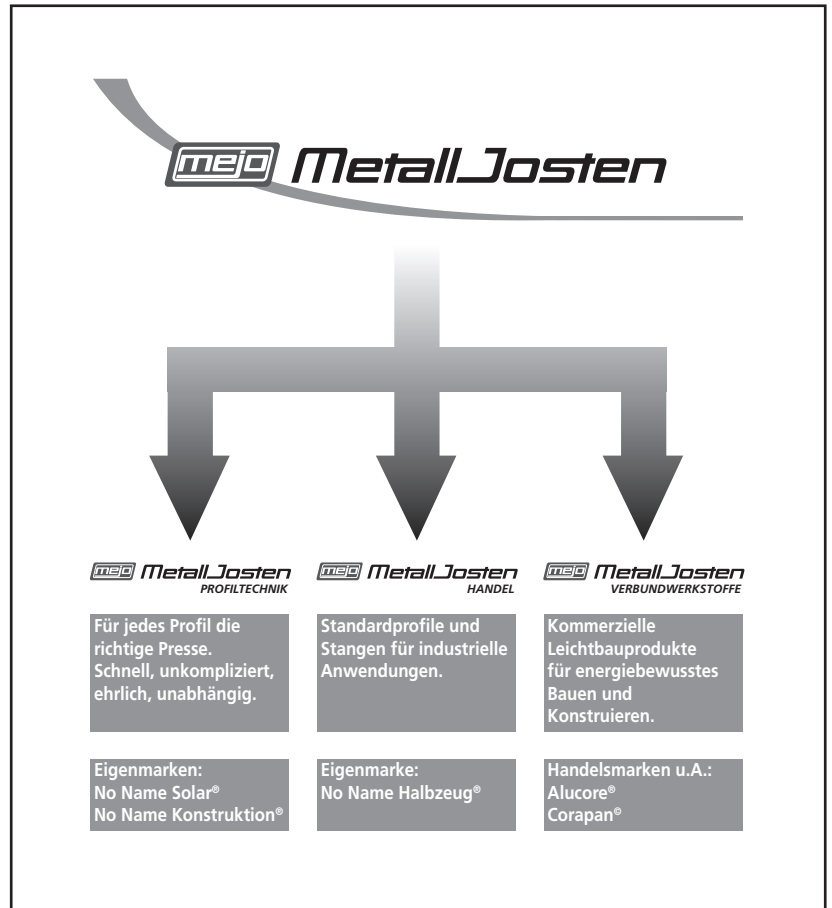 mejo MetallJosten
mejo MetallJosten
PROFILTECHNIK
Für jedes Profil die
richtige Presse.
Schnell, unkompliziert,
ehrlich, unabhängig.
Eigenmarken:
No Name Solar®
No Name Konstruktion®
mejo MetallJosten
HANDEL
Standardprofile und
Stangen für industrielle
Anwendungen.
Eigenmarke:
No Name Halbzeug®
mejo MetallJosten
VERBUNDWERKSTOFFE
Kommerzielle
Leichtbauprodukte
für energiebewusstes
Bauen und
Konstruieren.
Handelsmarken u.A.:
Alucore®
Corapan©